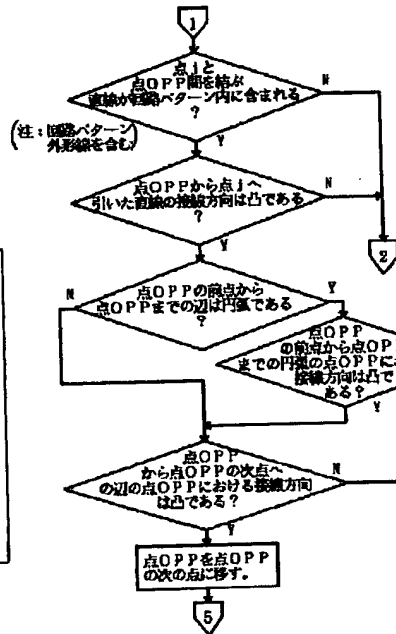 1
点jと
点OPP間を結ぶ
直線が回路パターン内に含まれる
?
N
(注:回路パターン
外形線を含む)
Y
点OPPから点jへ
引いた直線の接線方向は凸である
?
N
Y
2
点OPPの前点から
点OPPまでの辺は円弧である
?
N
Y
点OPP
の前点から点OP
までの円弧の点OPPにお
接線方向は凸で
ある?
Y
点OPP
から点OPPの次点へ
の辺の点OPPにおける接線方向
は凸である?
N
Y
点OPPを点OPP
の次の点に移す。
5